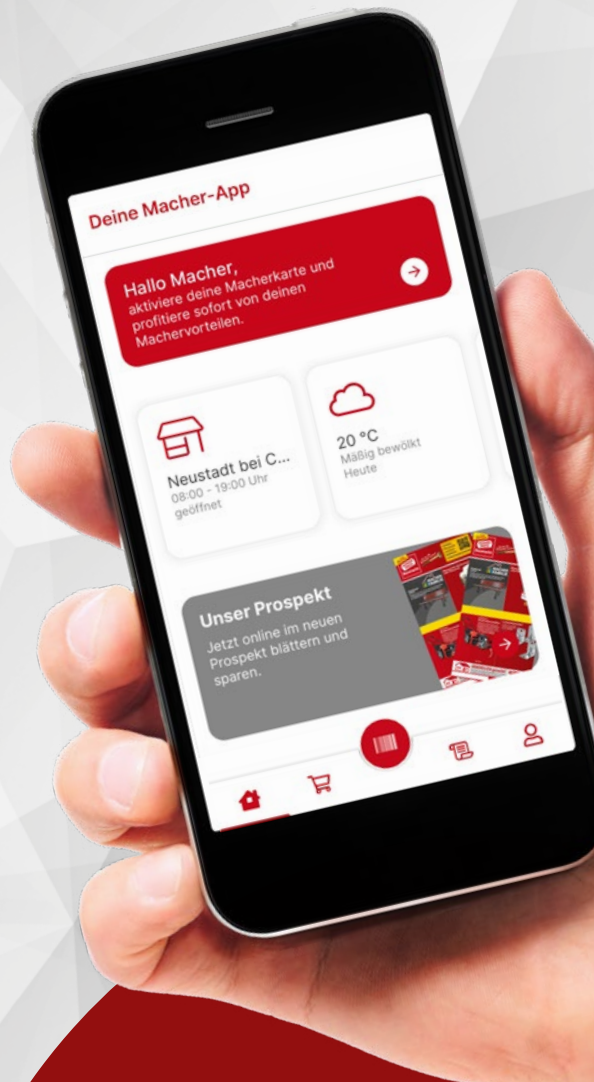 Deine Macher-App
Hallo Macher,
aktiviere deine Macherkarte und
profitiere sofort von deinen
Machervorteilen.
Neustadt bei C...
08:00 - 19:00 Uhr
geöffnet
20 °C
Mäßig bewölkt
Heute
Unser Prospekt
Jetzt online im neuen
Prospekt blättern und
sparen.